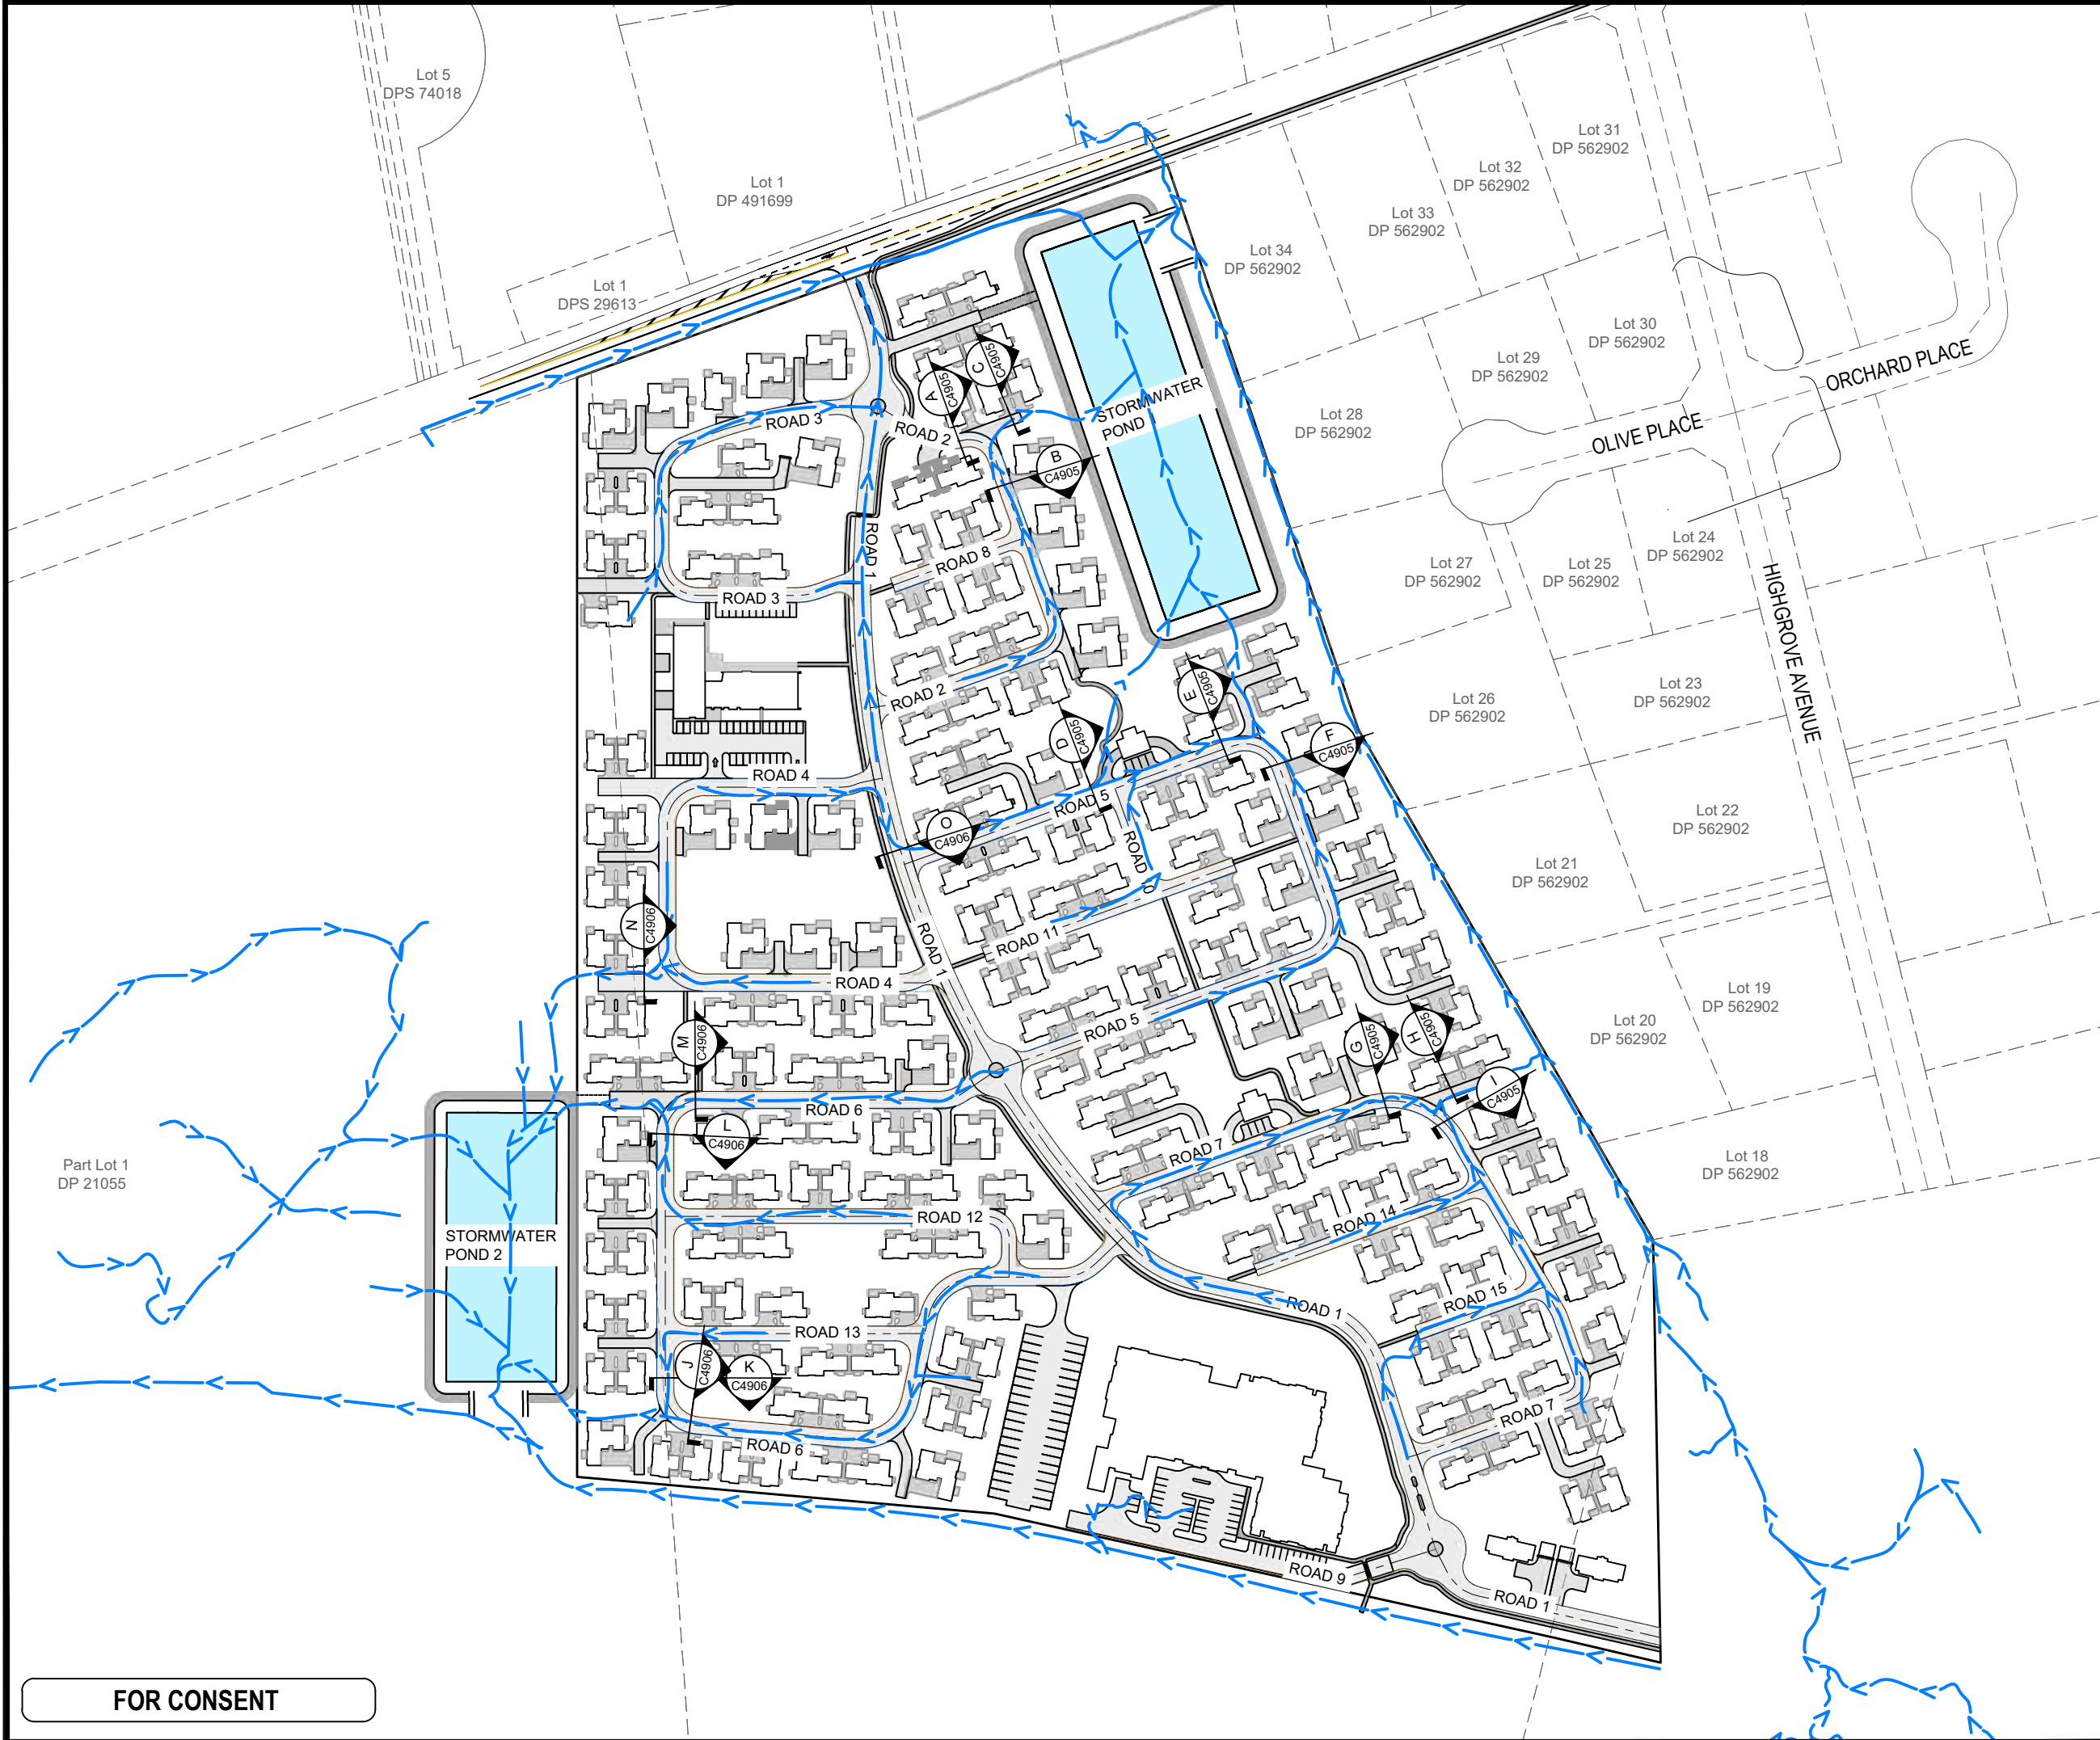 Lot 5
DPS 74018
Lot 1
DP 491699
Lot 1
DPS 29613
Lot 31
DP 562902
Lot 32
DP 562902
Lot 33
DP 562902
Lot 34
DP 562902
Lot 30
DP 562902
Lot 29
DP 562902
Lot 28
DP 562902
ORCHARD PLACE
OLIVE PLACE
HIGHGROVE AVENUE
Lot 24
DP 562902
Lot 25
DP 562902
Lot 27
DP 562902
Lot 26
DP 562902
Lot 23
DP 562902
Lot 22
DP 562902
Lot 21
DP 562902
Lot 19
DP 562902
Lot 20
DP 562902
Lot 18
DP 562902
Part Lot 1
DP 21055
STORMWATER
POND
STORMWATER
POND 2
ROAD 3
ROAD 2
ROAD 1
ROAD 8
ROAD 3
ROAD 2
ROAD 4
ROAD 5
ROAD
ROAD 11
ROAD 1
ROAD 4
ROAD 5
ROAD 6
ROAD 7
ROAD 12
ROAD 14
ROAD 15
ROAD 1
ROAD 13
ROAD 7
ROAD 6
ROAD 9
ROAD 1
A
C4905
C
C4905
B
C4905
D
C4905
E
C4905
F
C4905
O
C4906
N
C4906
M
C4906
G
C4905
H
C4905
I
C4905
L
C4906
J
C4906
K
C4906
FOR CONSENT